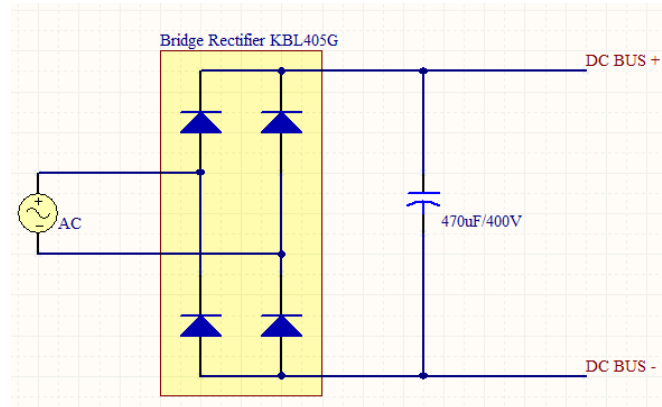 Bridge Rectifier KBL405G
DC BUS +
AC
470uF/400V
DC BUS -